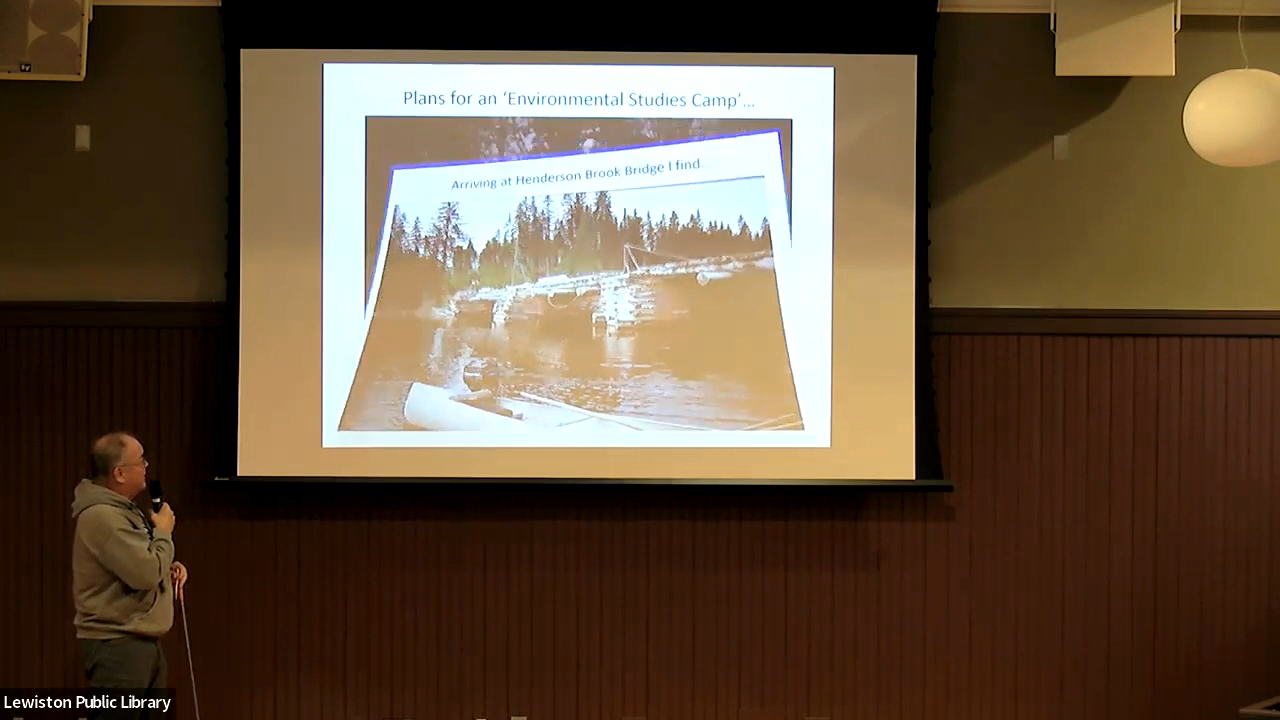 Plans for an ‘Environmental Studies Camp’...
Arriving at Henderson Brook Bridge I find
Lewiston Public Library